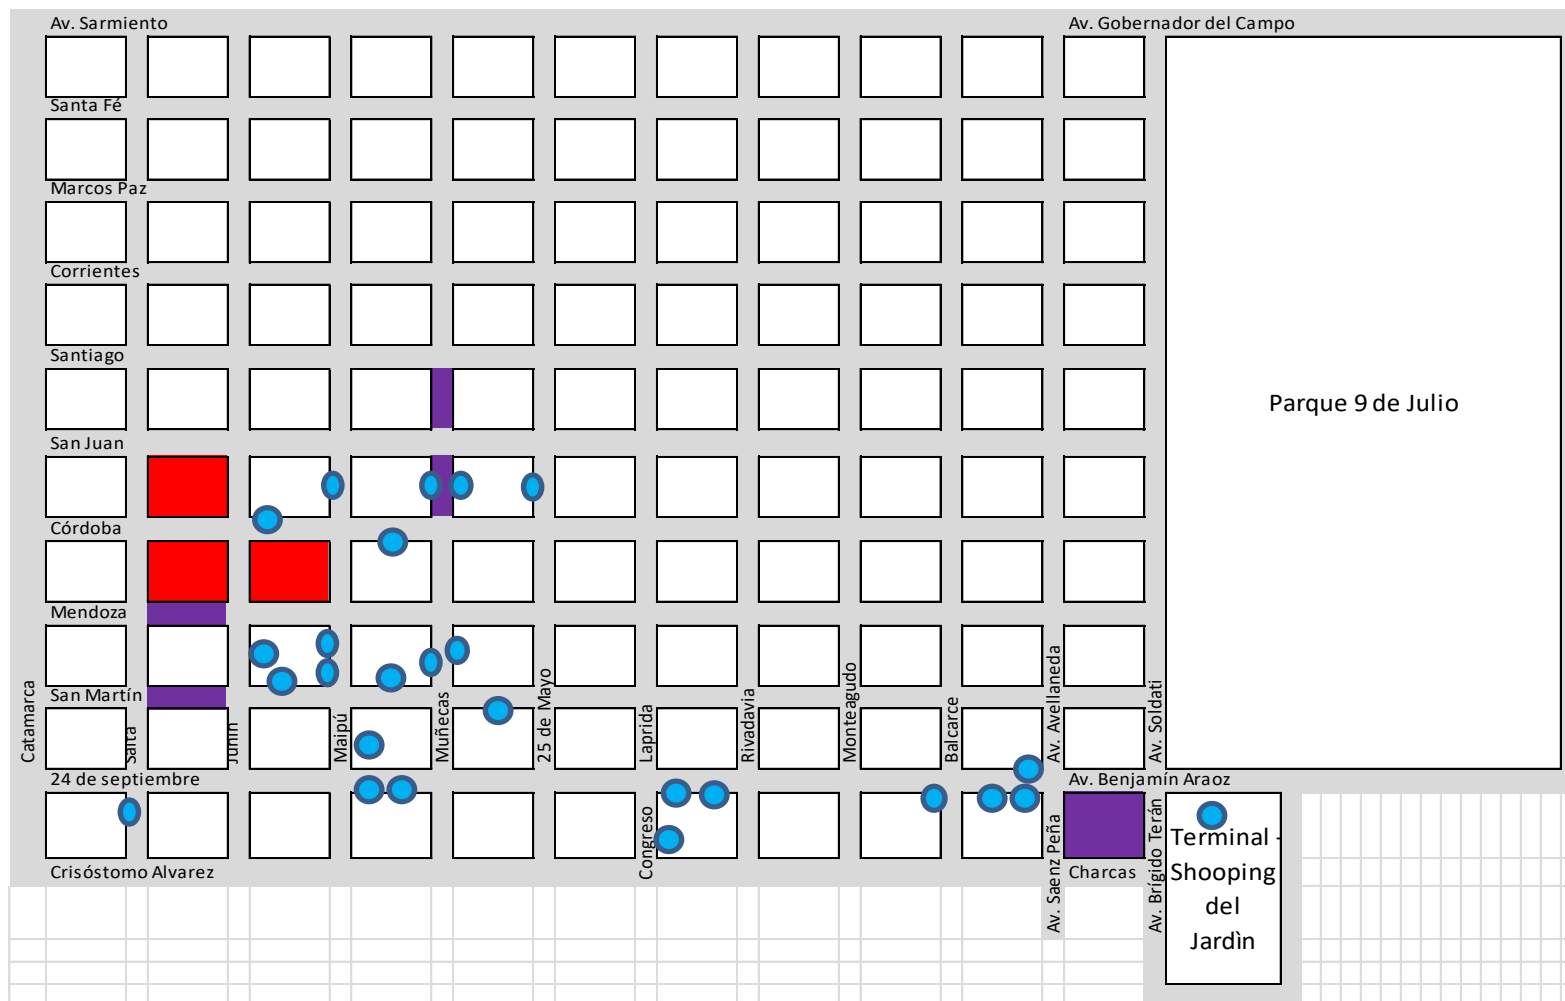 Av. Sarmiento
Av. Gobernador del Campo
Santa Fé
Marcos Paz
Corrientes
Santiago
Parque 9 de Julio
San Juan
Córdoba
Mendoza
San Martín
Catamarca
Salta
Junín
Maipú
Muñecas
25 de Mayo
Laprida
Rivadavia
Monteagudo
Balcarce
Av. Avellaneda
Av. Soldati
24 de septiembre
Av. Benjamín Araoz
Congreso
Av. Saenz Peña
Av. Brígido Terán
Terminal -
Shooping
del
Jardìn
Crisóstomo Alvarez
Charcas